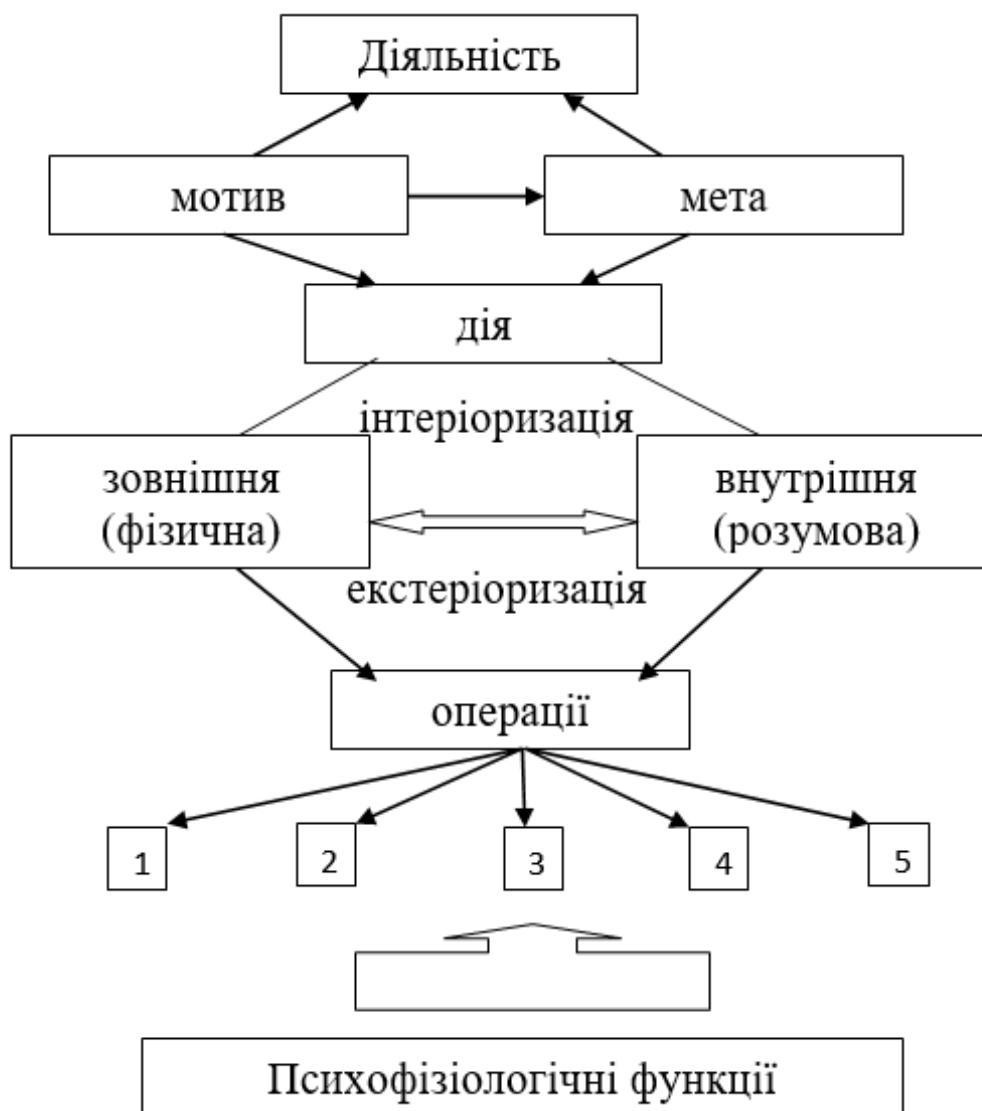 Діяльність
мотив
мета
дія
інтеріоризація
зовнішня
(фізична)
внутрішня
(розумова)
екстеріоризація
операції
1
2
3
4
5
Психофізіологічні функції